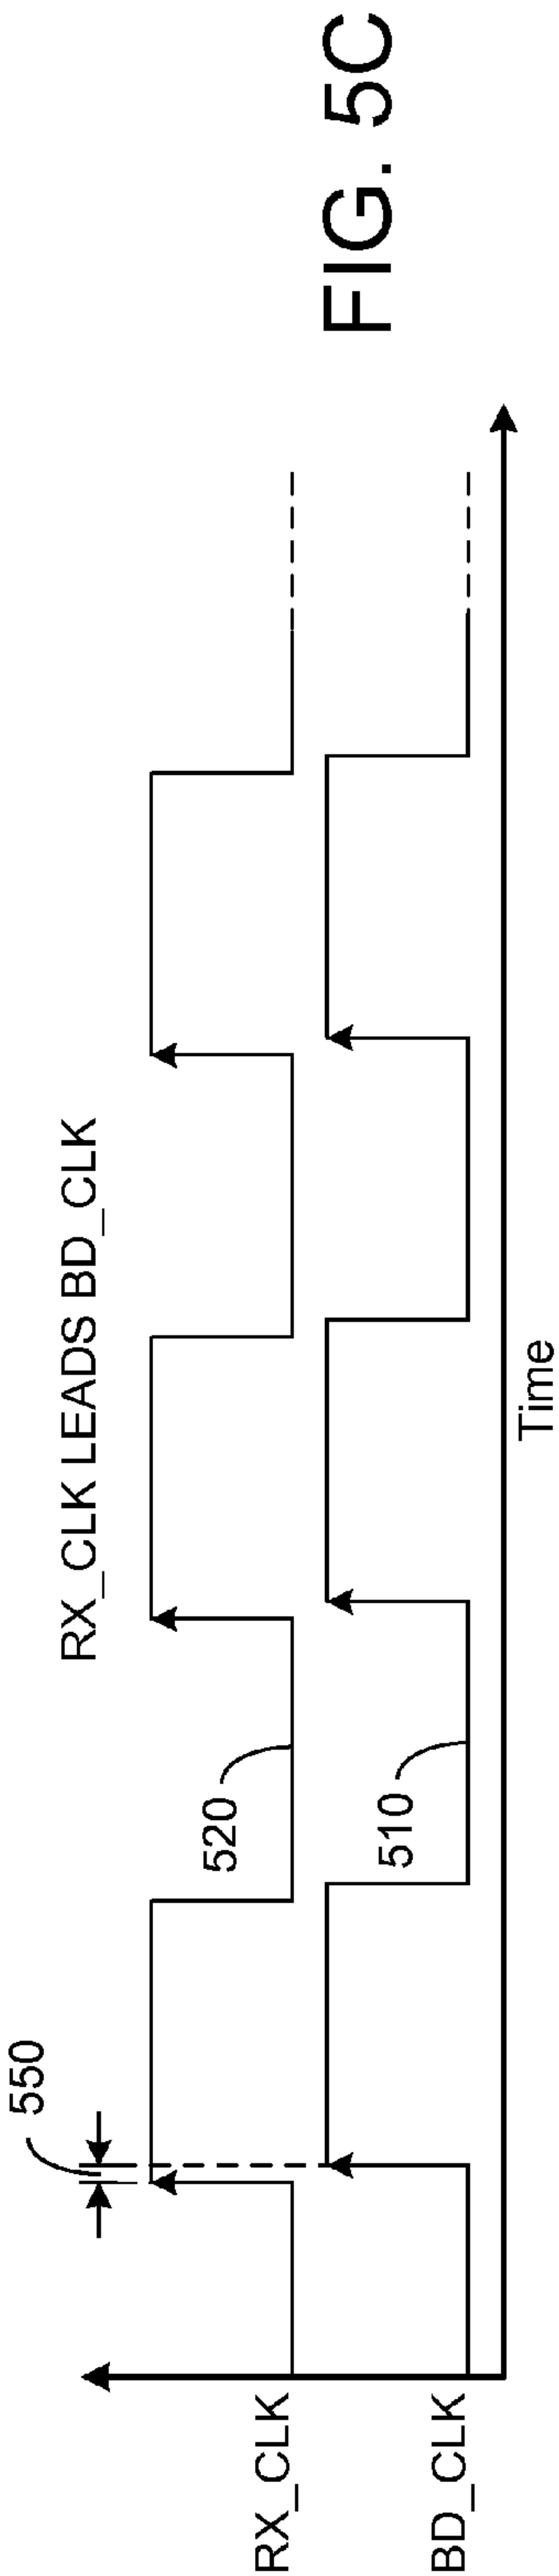 550
RX_CLK LEADS BD_CLK
RX_CLK
520
510
BD_CLK
Time
FIG. 5C